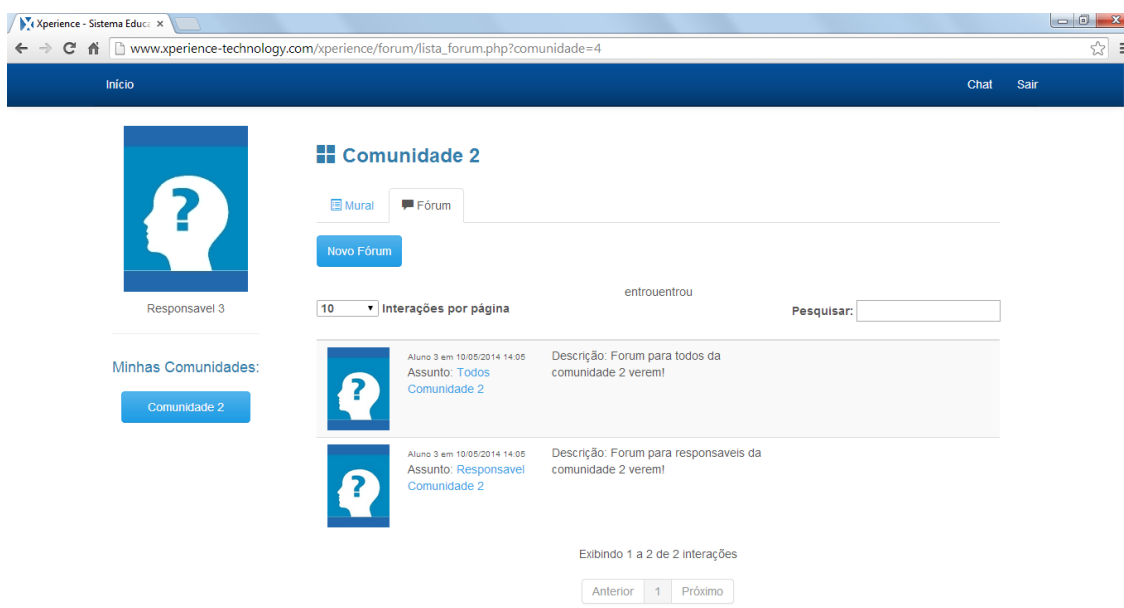 Xperience - Sistema Educ
www.xperience-technology.com/xperience/forum/lista_forum.php?comunidade=4
Início
Chat
Sair
Comunidade 2
Mural
Fórum
Novo Fórum
entrouentrou
Responsavel 3
10
Interações por página
Pesquisar:
Minhas Comunidades:
Comunidade 2
Aluno 3 em 10/05/2014 14:05
Assunto: Todos
Comunidade 2
Descrição: Forum para todos da
comunidade 2 verem!
Aluno 3 em 10/05/2014 14:05
Assunto: Responsavel
Comunidade 2
Descrição: Forum para responsaveis da
comunidade 2 verem!
Exibindo 1 a 2 de 2 interações
Anterior
1
Próximo